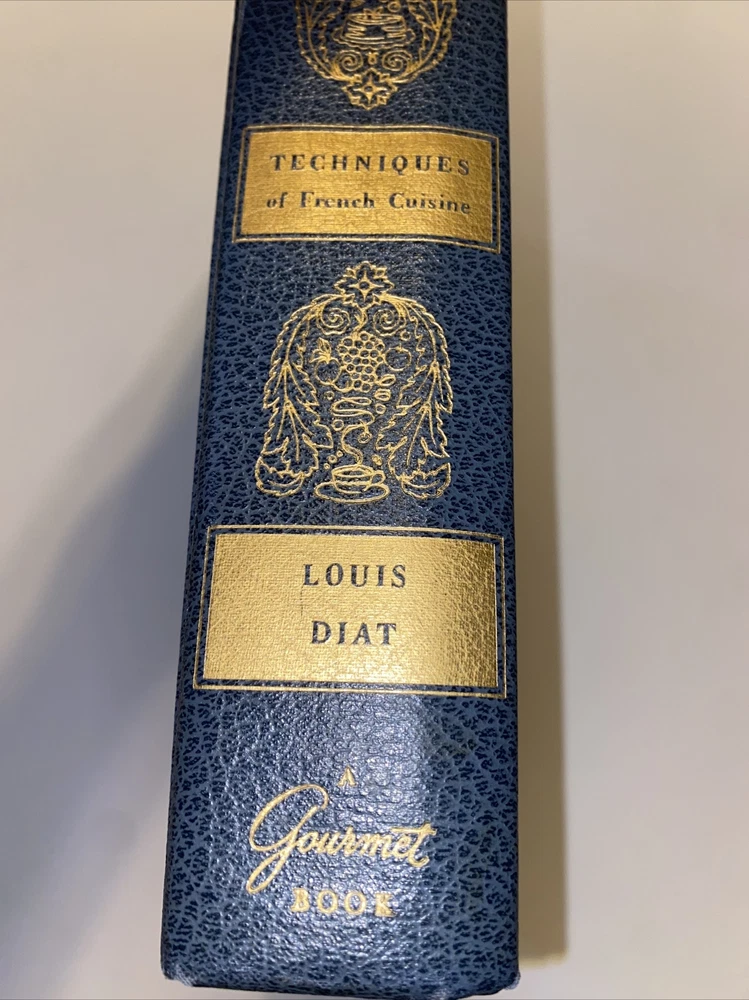 TECHNIQUES
of French Cuisine
LOUIS
DIAT
A
Gourmet
BOOK